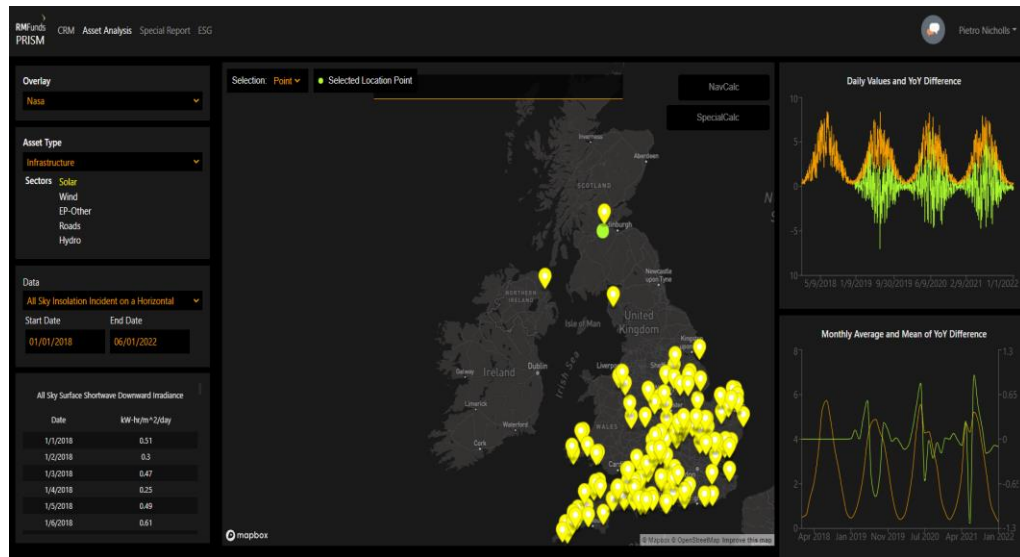 RMFunds
PRISM
CRM Asset Analysis Special Report ESG
Pietro Nicholls
Overlay
Nasa
Asset Type
Infrastructure
Sectors Solar
Wind
EP-Other
Roads
Hydro
Data
All Sky Insolation Incident on a Horizontal
Start Date End Date
01/01/2018 06/01/2022
All Sky Surface Shortwave Downward Irradiance
Date kW-hr/m^2/day
1/1/2018 0.51
1/2/2018 0.3
1/3/2018 0.47
1/4/2018 0.25
1/5/2018 0.49
1/6/2018 0.61
Selection: Point
Selected Location Point
NavCalc
SpecialCalc
Inverness
Aberdeen
SCOTLAND
N
Newcastle
upon Tyne
NORTHERN
IRELAND
Isle of Man
United
Kingdom
Irish Sea
Dublin
Ireland
Galway
Limerick
Waterford
Cork
WALES
mapbox
© Mapbox © OpenStreetMap Improve this map
Daily Values and YoY Difference
10
5
0
-5
10
5/9/2018 1/9/2019 9/30/2019 6/9/2020 2/9/2021 1/1/2022
Monthly Average and Mean of YoY Difference
8
6
4
2
0
1.3
0.65
0
-0.65
-1.3
Apr 2018 Jan 2019 Nov 2019 Jul 2020 Apr 2021 Jan 2022